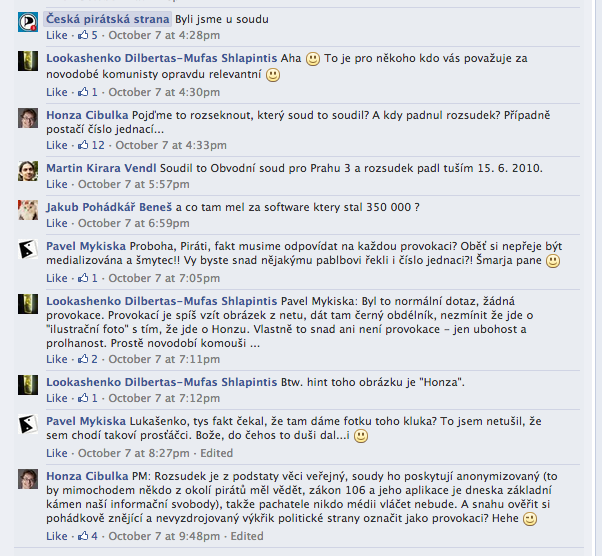 Česká pirátská strana Byli jsme u soudu
Like · 5 · October 7 at 4:28pm
Lookashenko Dilbertas-Mufas Shlapintis Aha To je pro někoho kdo vás považuje za
novodobé komunisty opravdu relevantní
Like · 1 · October 7 at 4:30pm
Honza Cibulka Pojďme to rozseknout, který soud to soudil? A kdy padnul rozsudek? Případně
postačí číslo jednací...
Like · 12 · October 7 at 4:33pm
Martin Kirara Vendl Soudil to Obvodní soud pro Prahu 3 a rozsudek padl tuším 15. 6. 2010.
Like · October 7 at 5:57pm
Jakub Pohádkář Beneš a co tam mel za software ktery stal 350 000 ?
Like · October 7 at 6:59pm
Pavel Mykiska Proboha, Piráti, fakt musime odpovídat na každou provokaci? Oběť si nepřeje být
medializována a šmytec!! Vy byste snad nějakýmu pablbovi řekli i číslo jednaci?! Šmarja pane
Like · 1 · October 7 at 7:05pm
Lookashenko Dilbertas-Mufas Shlapintis Pavel Mykiska: Byl to normální dotaz, žádná
provokace. Provokací je spíš vzít obrázek z netu, dát tam černý obdélník, nezmínit že jde o
"ilustrační foto" s tím, že jde o Honzu. Vlastně to snad ani není provokace - jen ubohost a
prolhanost. Prostě novodobí komouši ...
Like · 2 · October 7 at 7:11pm
Lookashenko Dilbertas-Mufas Shlapintis Btw. hint toho obrázku je "Honza".
Like · 1 · October 7 at 7:12pm
Pavel Mykiska Lukašenko, tys fakt čekal, že tam dáme fotku toho kluka? To jsem netušil, že
sem chodí takoví prosťáčci. Bože, do čehos to duši dal...i
Like · October 7 at 8:27pm · Edited
Honza Cibulka PM: Rozsudek je z podstaty věci veřejný, soudy ho poskytují anonymizovaný (to
by mimochodem někdo z okolí pirátů měl vědět, zákon 106 a jeho aplikace je dneska základní
kámen naší informační svobody), takže pachatele nikdo médii vláčet nebude. A snahu ověřit si
pohádkově znějící a nevyzdrojovaný výkřik politické strany označit jako provokaci? Hehe
Like · 4 · October 7 at 9:48pm · Edited